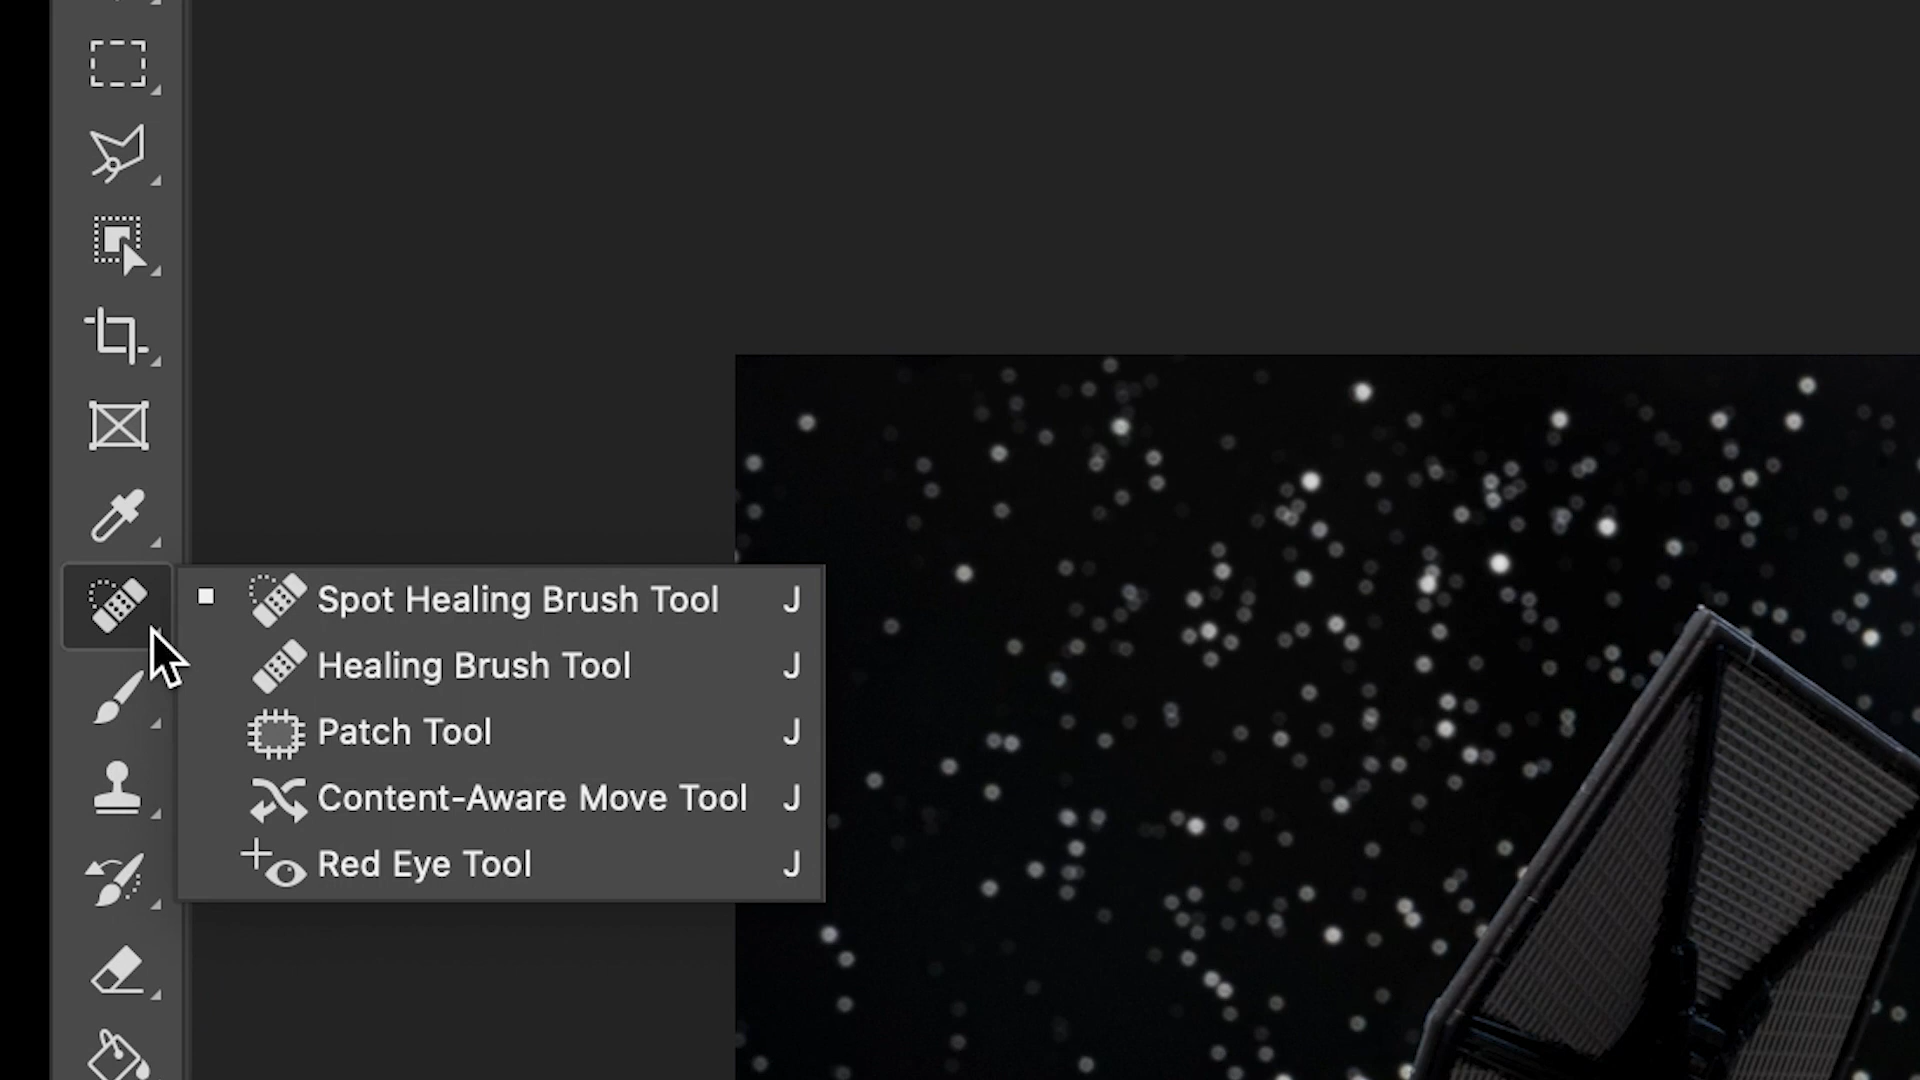 Spot Healing Brush Tool J
Healing Brush Tool J
Patch Tool J
Content-Aware Move Tool J
Red Eye Tool J